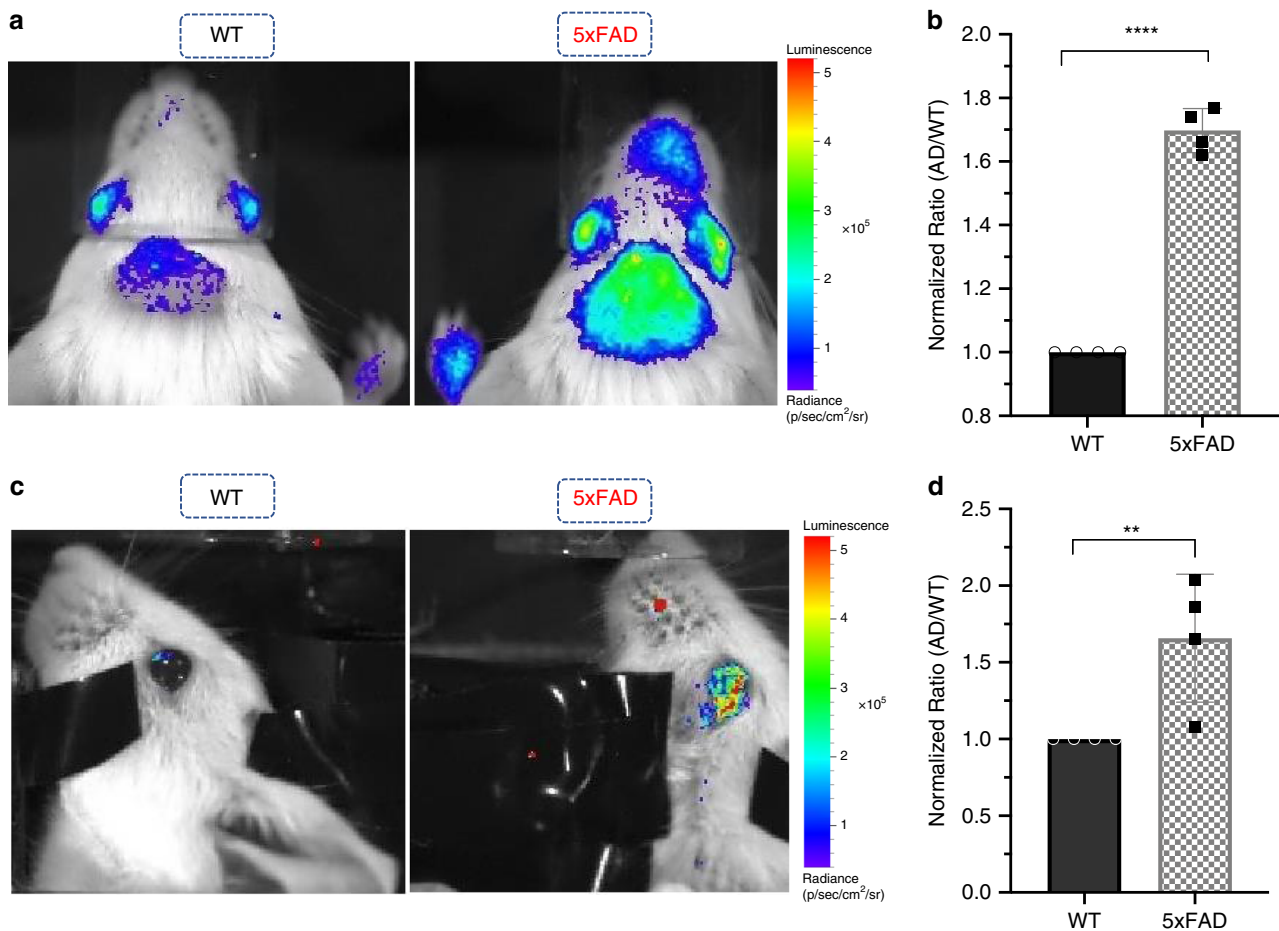 a
WT
5xFAD
Luminescence
5
4
3
×10⁵
2
1
Radiance
(p/sec/cm²/sr)
b
Normalized Ratio (AD/WT)
2.0
1.8
1.6
1.4
1.2
1.0
0.8
****
WT
5xFAD
c
WT
5xFAD
Luminescence
5
4
3
×10⁵
2
1
Radiance
(p/sec/cm²/sr)
d
Normalized Ratio (AD/WT)
2.5
2.0
1.5
1.0
0.5
0.0
**
WT
5xFAD